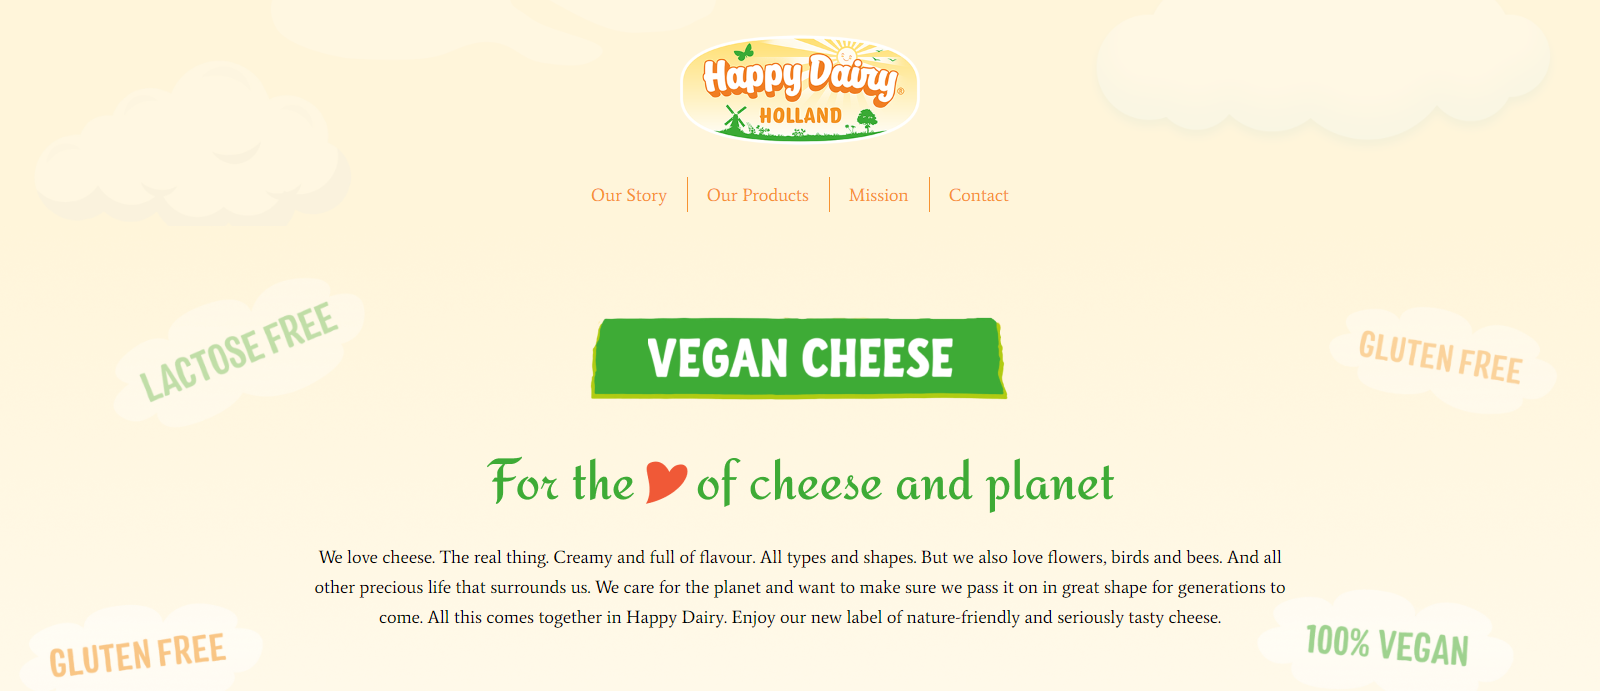 Happy Dairy®
HOLLAND
Our Story
Our Products
Mission
Contact
LACTOSE FREE
GLUTEN FREE
VEGAN CHEESE
For the of cheese and planet
We love cheese. The real thing. Creamy and full of flavour. All types and shapes. But we also love flowers, birds and bees. And all
other precious life that surrounds us. We care for the planet and want to make sure we pass it on in great shape for generations to
come. All this comes together in Happy Dairy. Enjoy our new label of nature-friendly and seriously tasty cheese.
GLUTEN FREE
100% VEGAN